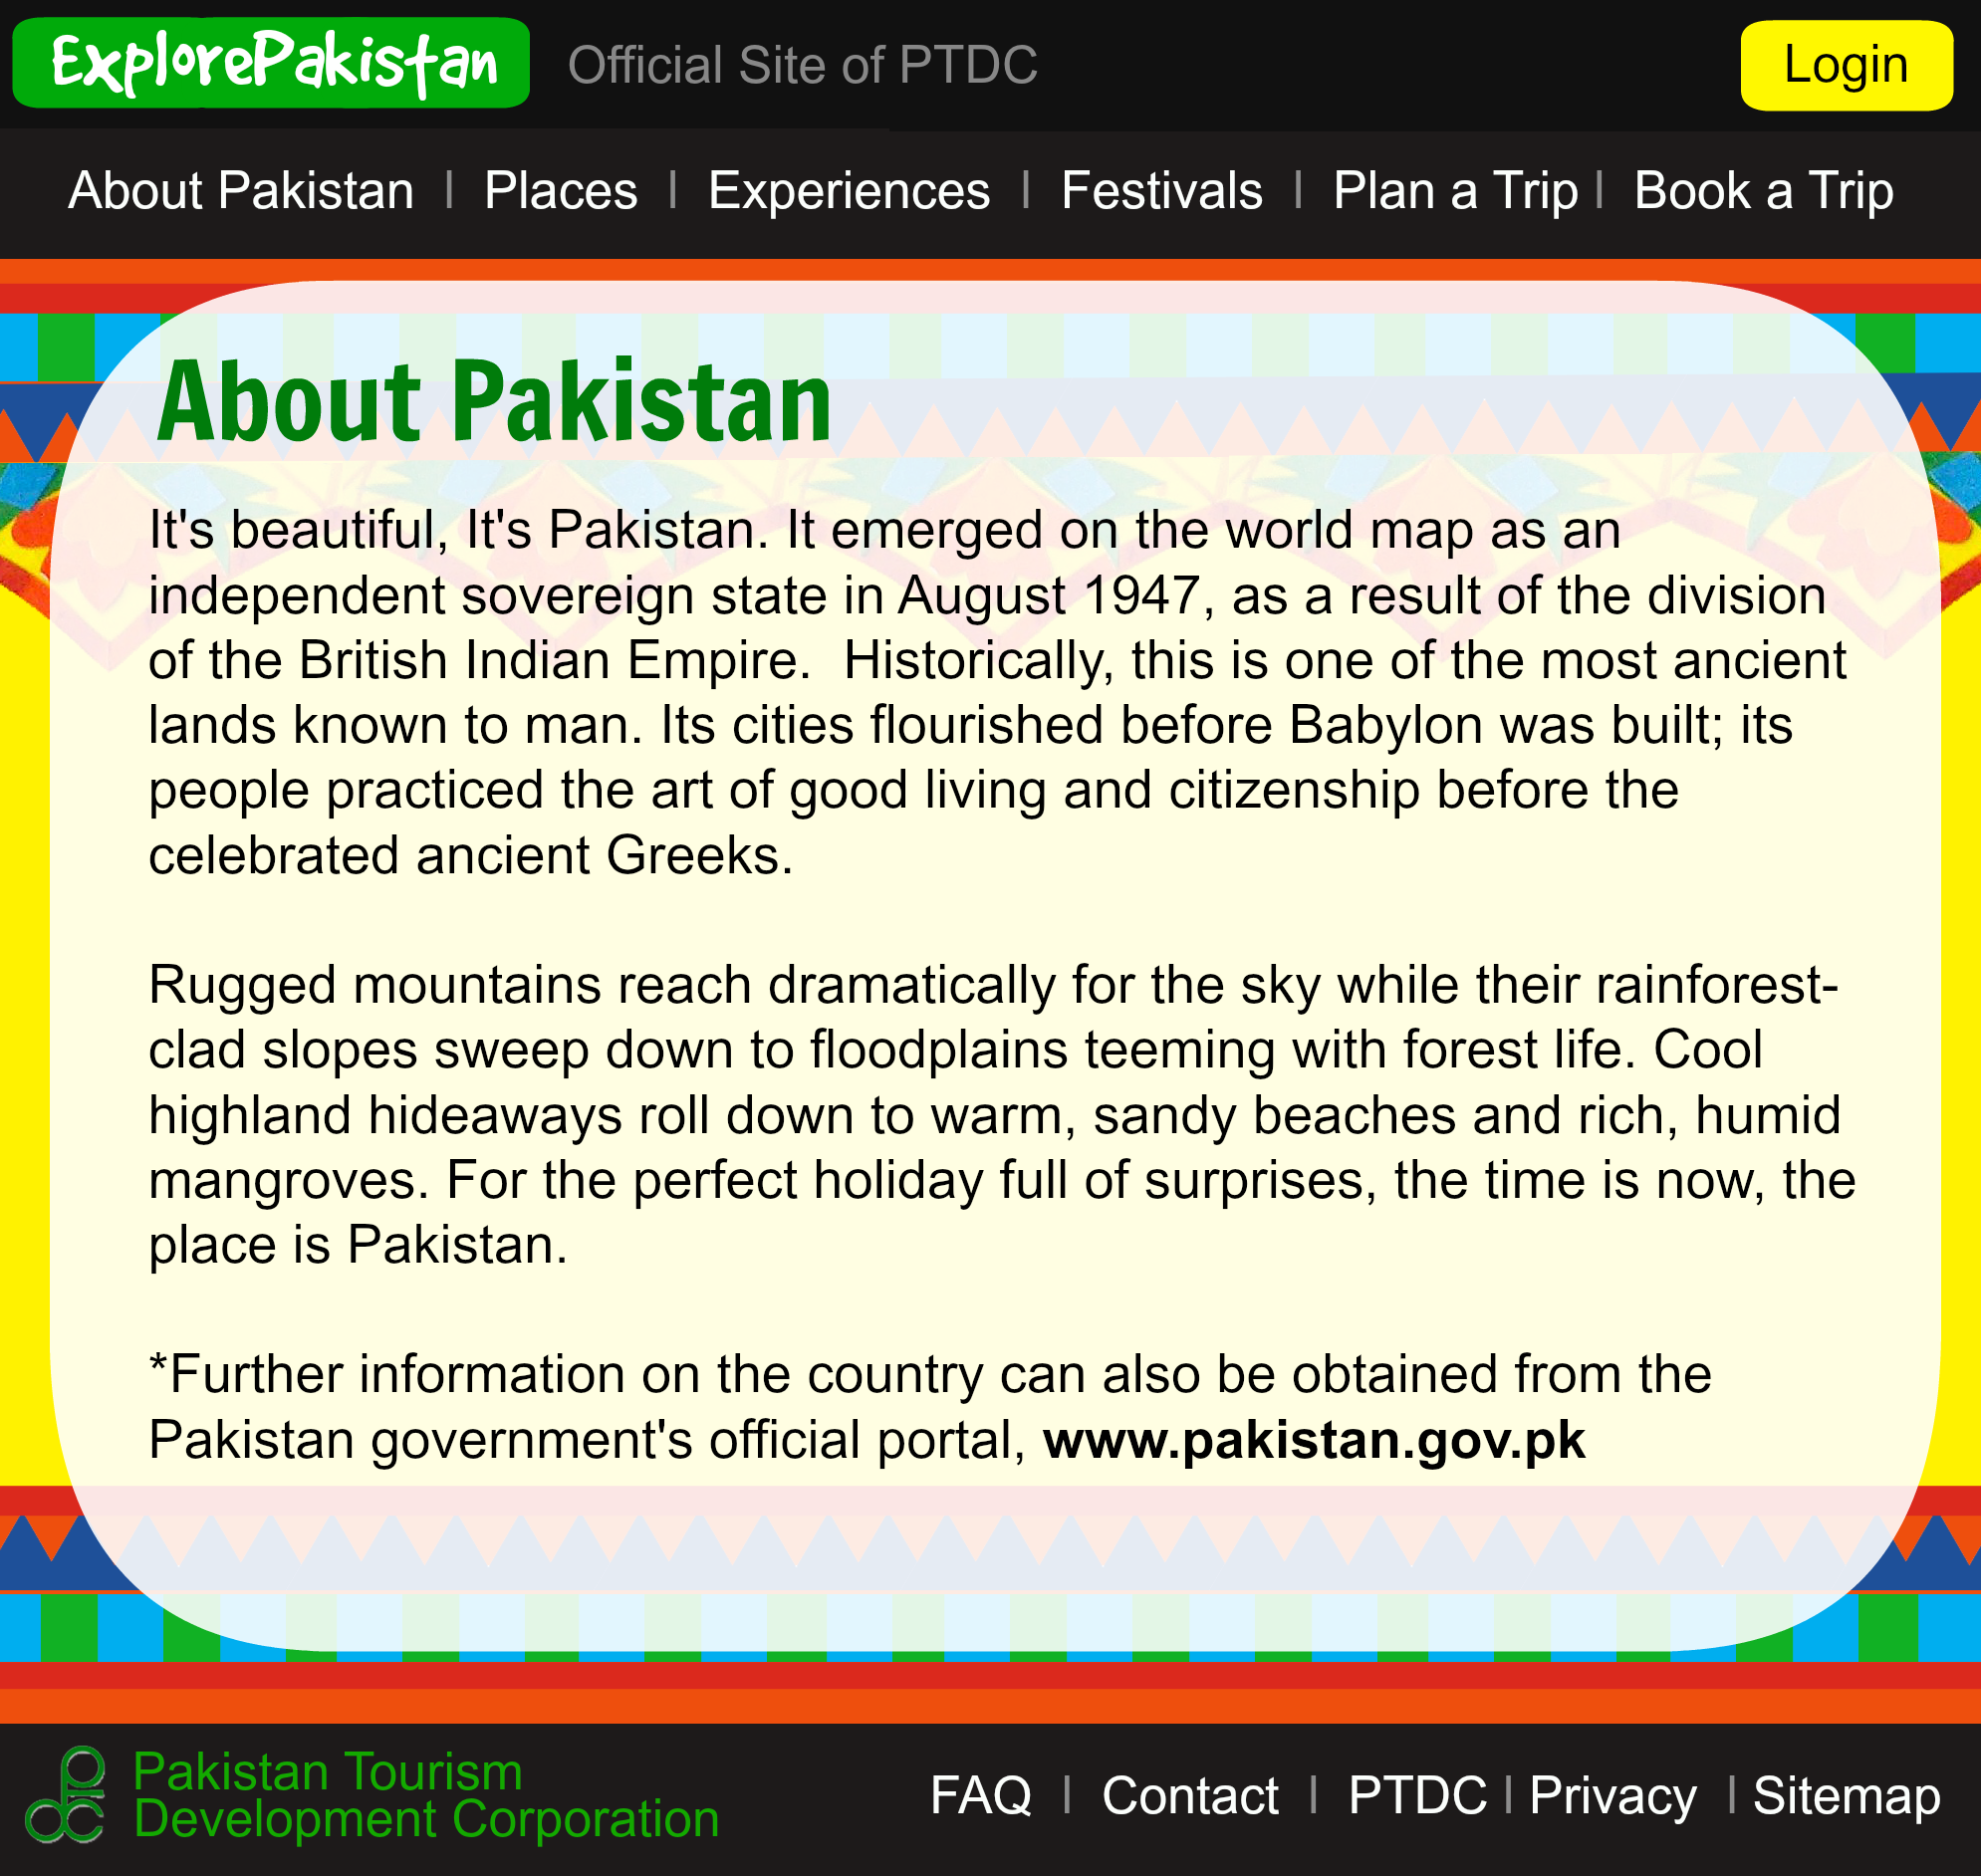 ExplorePakistan Official Site of PTDC Login
About Pakistan | Places | Experiences | Festivals | Plan a Trip | Book a Trip
About Pakistan
It's beautiful, It's Pakistan. It emerged on the world map as an
independent sovereign state in August 1947, as a result of the division
of the British Indian Empire.  Historically, this is one of the most ancient
lands known to man. Its cities flourished before Babylon was built; its
people practiced the art of good living and citizenship before the
celebrated ancient Greeks.
Rugged mountains reach dramatically for the sky while their rainforest-
clad slopes sweep down to floodplains teeming with forest life. Cool
highland hideaways roll down to warm, sandy beaches and rich, humid
mangroves. For the perfect holiday full of surprises, the time is now, the
place is Pakistan.
*Further information on the country can also be obtained from the
Pakistan government's official portal, www.pakistan.gov.pk
Pakistan Tourism
Development Corporation
FAQ | Contact | PTDC | Privacy | Sitemap